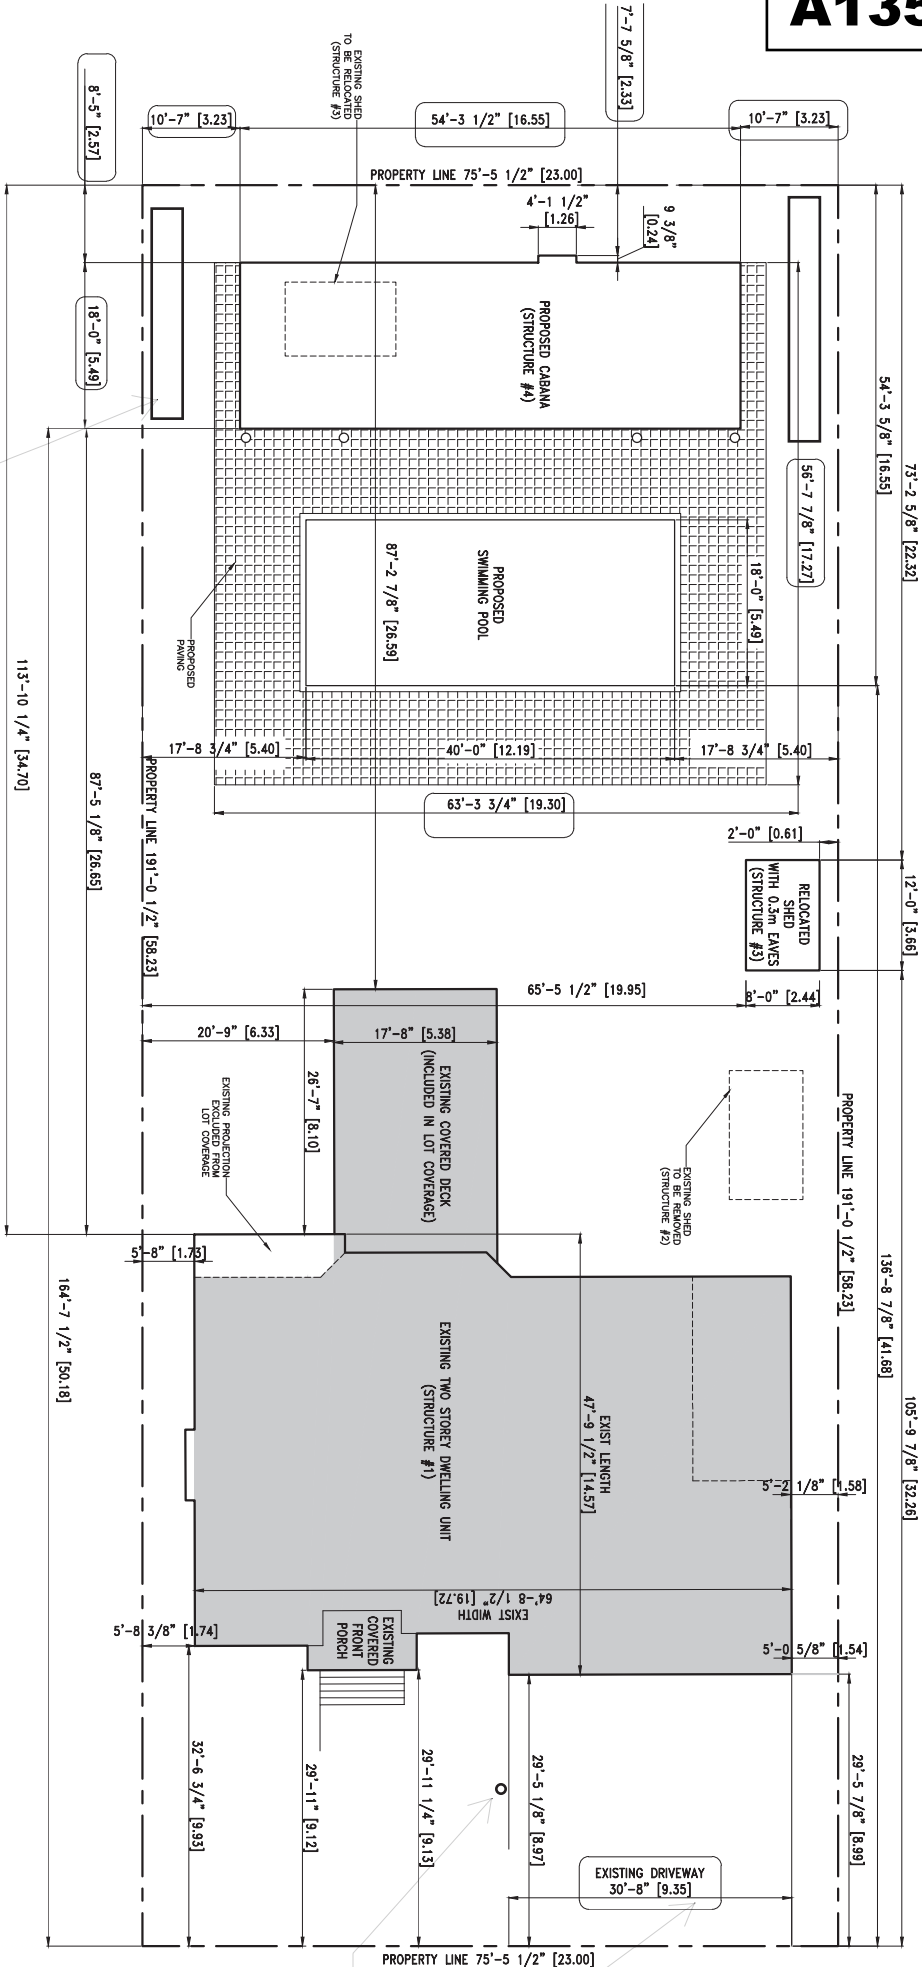 A135
7'-7 5/8" [2.33]
EXISTING SHED
TO BE RELOCATED
(STRUCTURE #3)
8'-5" [2.57]
10'-7" [3.23]
54'-3 1/2" [16.55]
10'-7" [3.23]
PROPERTY LINE 75'-5 1/2" [23.00]
4'-1 1/2"
[1.26]
9 3/8"
[0.24]
18'-0" [5.49]
PROPOSED CABANA
(STRUCTURE #4)
54'-3 5/8" [16.55]
73'-2 5/8" [22.32]
56'-7 7/8" [17.27]
PROPOSED
SWIMMING POOL
87'-2 7/8" [26.59]
18'-0" [5.49]
PROPOSED
PAVING
113'-10 1/4" [34.70]
17'-8 3/4" [5.40]
40'-0" [12.19]
17'-8 3/4" [5.40]
87'-5 1/8" [26.65]
PROPERTY LINE 191'-0 1/2" [58.23]
63'-3 3/4" [19.30]
2'-0" [0.61]
RELOCATED
SHED
WITH 0.3m EAVES
(STRUCTURE #3)
12'-0" [3.66]
65'-5 1/2" [19.95]
8'-0" [2.44]
20'-9" [6.33]
17'-8" [5.38]
26'-7" [8.10]
EXISTING COVERED DECK
(INCLUDED IN LOT COVERAGE)
EXISTING PROJECTION
EXCLUDED FROM
LOT COVERAGE
EXISTING SHED
TO BE REMOVED
(STRUCTURE #2)
PROPERTY LINE 191'-0 1/2" [58.23]
5'-8" [1.73]
164'-7 1/2" [50.18]
136'-8 7/8" [41.68]
EXISTING TWO STOREY DWELLING UNIT
(STRUCTURE #1)
EXIST LENGTH
47'-9 1/2" [14.57]
105'-9 7/8" [32.26]
5'-2 1/8" [1.58]
EXIST WIDTH
64'-8 1/2" [19.72]
5'-8 3/8" [1.74]
EXISTING
COVERED
FRONT
PORCH
5'-0 5/8" [1.54]
32'-6 3/4" [9.93]
29'-11" [9.12]
29'-11 1/4" [9.13]
29'-5 1/8" [8.97]
29'-5 7/8" [8.99]
EXISTING DRIVEWAY
30'-8" [9.35]
PROPERTY LINE 75'-5 1/2" [23.00]